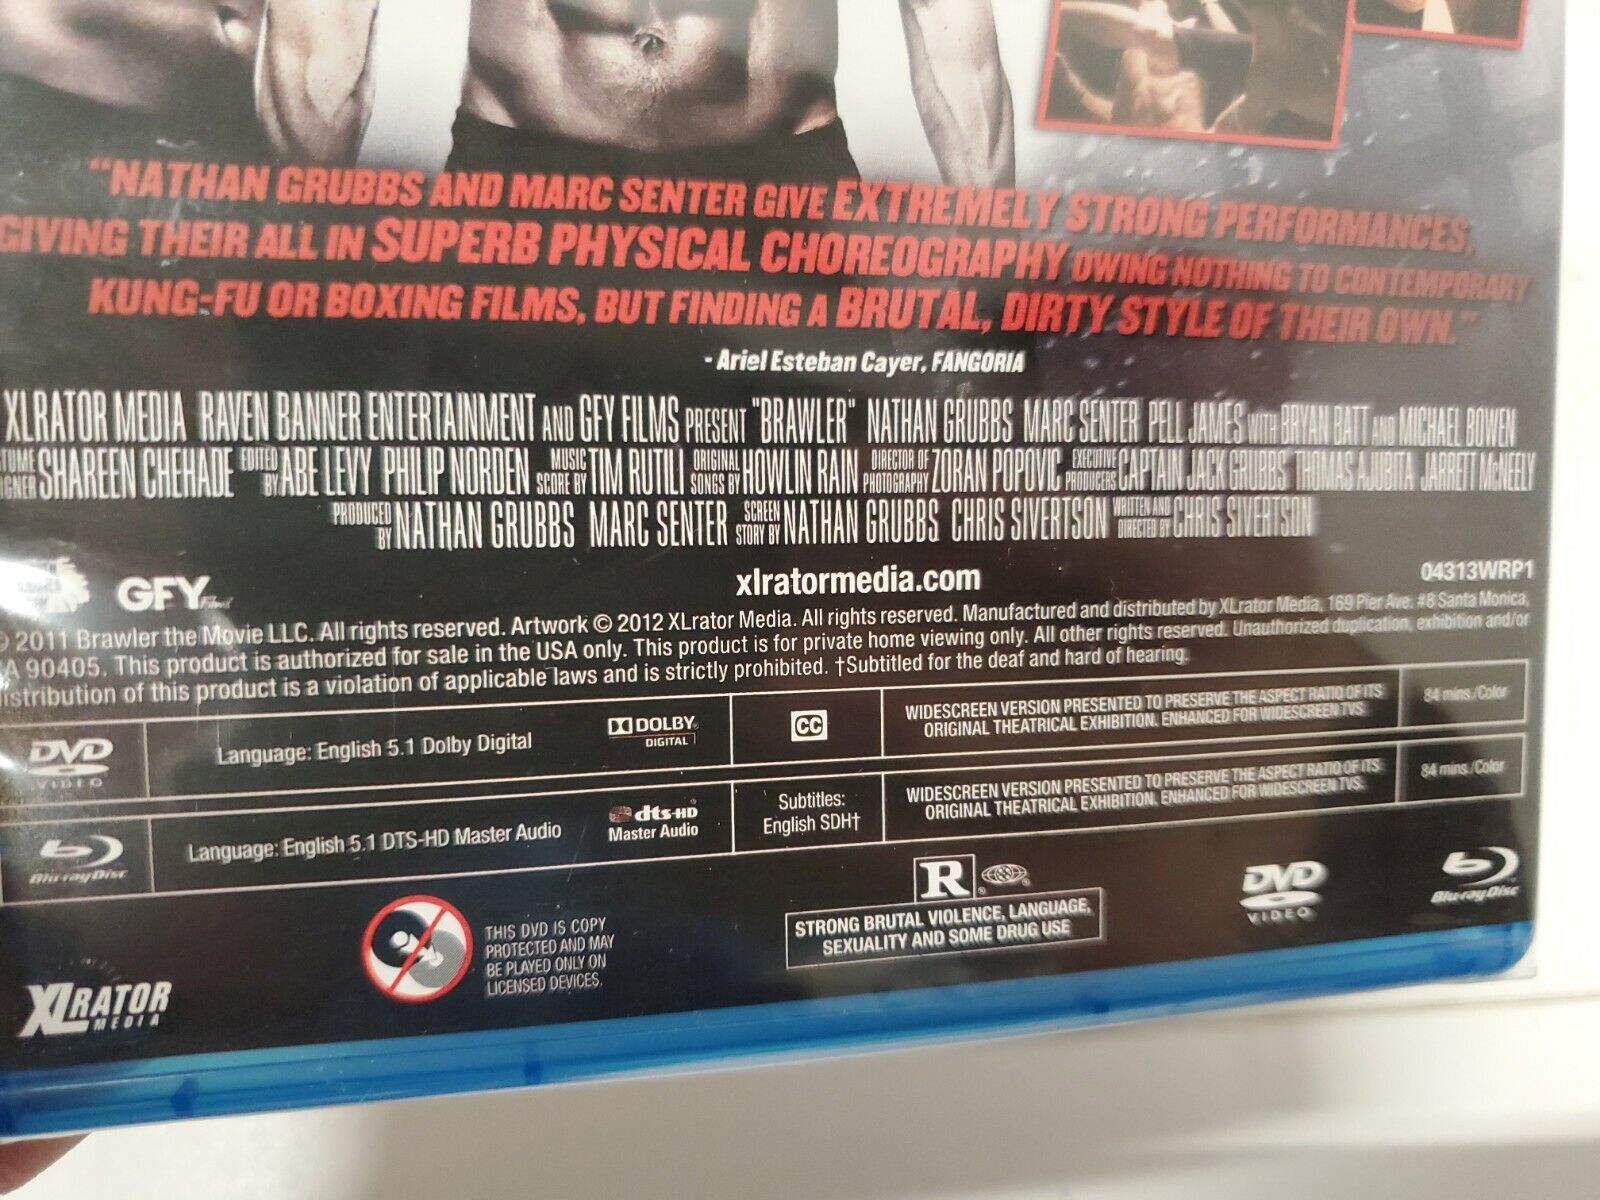 "NATHAN GRUBBS AND MARC SENTER GIVE EXTREMELY STRONG PERFORMANCES,
GIVING THEIR ALL IN SUPERB PHYSICAL CHOREOGRAPHY OWING NOTHING TO CONTEMPORARY
KUNG-FU OR BOXING FILMS, BUT FINDING A BRUTAL, DIRTY STYLE OF THEIR OWN."
- Ariel Esteban Cayer, FANGORIA
XLRATOR MEDIA RAVEN BANNER ENTERTAINMENT AND GFY FILMS PRESENT "BRAWLER" NATHAN GRUBBS MARC SENTER PELL JAMES WITH BRYAN BATT AND MICHAEL BOWEN
SHAREEN CHEHADE EDITED BY ABE LEVY PHILIP NORDEN MUSIC SCORE BY TIM RUTILI ORIGINAL SONGS BY HOWLIN RAIN DIRECTOR OF PHOTOGRAPHY ZORAN POPOVIC EXECUTIVE PRODUCERS CAPTAIN JACK GRUBBS THOMAS AJUBITA JARRETT McNEELY
PRODUCED BY NATHAN GRUBBS MARC SENTER SCREEN STORY BY NATHAN GRUBBS CHRIS SIVERTSON WRITTEN AND DIRECTED BY CHRIS SIVERTSON
GFY Films
xlratormedia.com
04313WRP1
2011 Brawler the Movie LLC. All rights reserved. Artwork © 2012 XLrator Media. All rights reserved. Manufactured and distributed by XLrator Media, 169 Pier Ave. #8 Santa Monica,
CA 90405. This product is authorized for sale in the USA only. This product is for private home viewing only. All other rights reserved. Unauthorized duplication, exhibition and/or
distribution of this product is a violation of applicable laws and is strictly prohibited. †Subtitled for the deaf and hard of hearing.
DVD VIDEO
Language: English 5.1 Dolby Digital
DOLBY DIGITAL
CC
WIDESCREEN VERSION PRESENTED TO PRESERVE THE ASPECT RATIO OF ITS
ORIGINAL THEATRICAL EXHIBITION. ENHANCED FOR WIDESCREEN TVS.
84 mins./Color
Blu-ray Disc
Language: English 5.1 DTS-HD Master Audio
dts-HD
Master Audio
Subtitles:
English SDH†
WIDESCREEN VERSION PRESENTED TO PRESERVE THE ASPECT RATIO OF ITS
ORIGINAL THEATRICAL EXHIBITION. ENHANCED FOR WIDESCREEN TVS.
84 mins./Color
XLRATOR
MEDIA
THIS DVD IS COPY
PROTECTED AND MAY
BE PLAYED ONLY ON
LICENSED DEVICES.
R
STRONG BRUTAL VIOLENCE, LANGUAGE,
SEXUALITY AND SOME DRUG USE
DVD
VIDEO
Blu-ray Disc